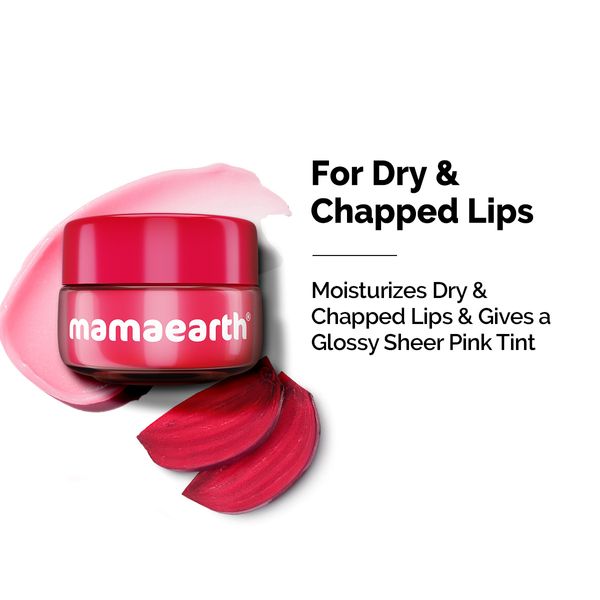 For Dry &
Chapped Lips
Moisturizes Dry &
Chapped Lips & Gives a
Glossy Sheer Pink Tint
mamaearth®